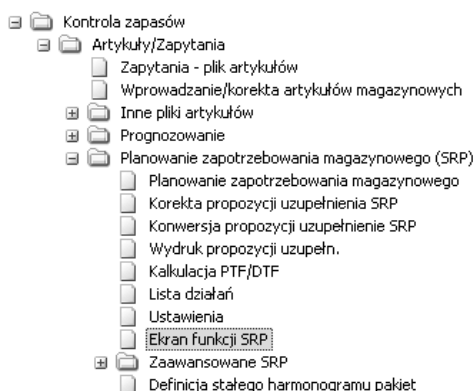 Kontrola zapasów
Artykuły/Zapytania
Zapytania - plik artykułów
Wprowadzanie/korekta artykułów magazynowych
Inne pliki artykułów
Prognozowanie
Planowanie zapotrzebowania magazynowego (SRP)
Planowanie zapotrzebowania magazynowego
Korekta propozycji uzupełnienia SRP
Konwersja propozycji uzupełnienie SRP
Wydruk propozycji uzupełn.
Kalkulacja PTF/DTF
Lista działań
Ustawienia
Ekran funkcji SRP
Zaawansowane SRP
Definicja stałego harmonogramu pakiet